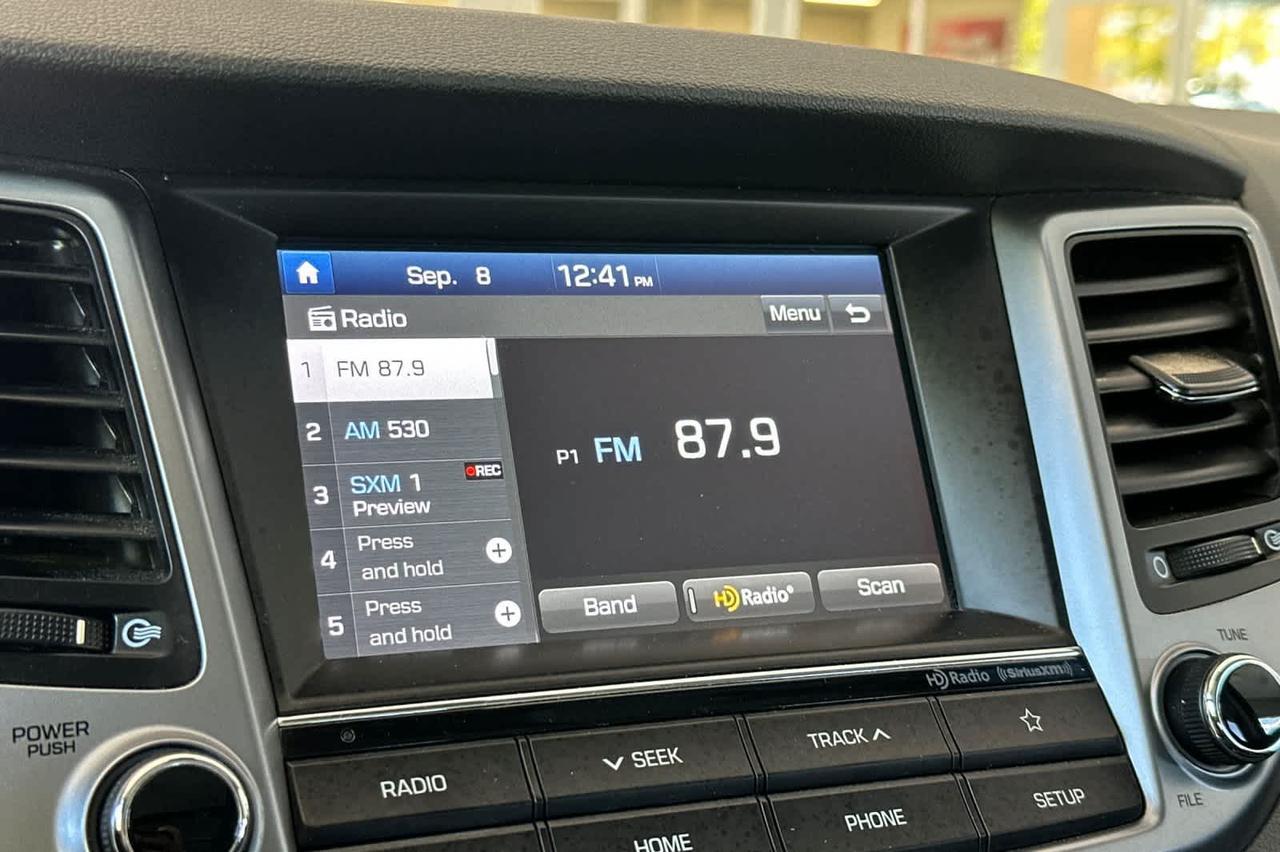 Sep. 8 12:41 PM
Radio Menu
1 FM 87.9
2 AM 530
3 SXM 1 REC
Preview
4 Press
and hold
5 Press
and hold
P1 FM 87.9
Band HD Radio® Scan
HD Radio ((SiriusXM))
POWER
PUSH
RADIO
SEEK
TRACK
HOME
PHONE
SETUP
TUNE
FILE